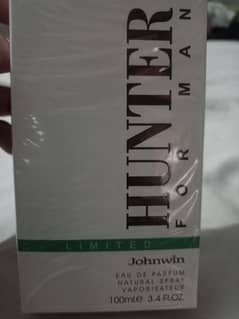 HUNTER
FOR MAN
LIMITED
Johnwin
EAU DE PARFUM
NATURAL SPRAY
VAPORISATEUR
100ml℮ 3.4 FL.OZ.